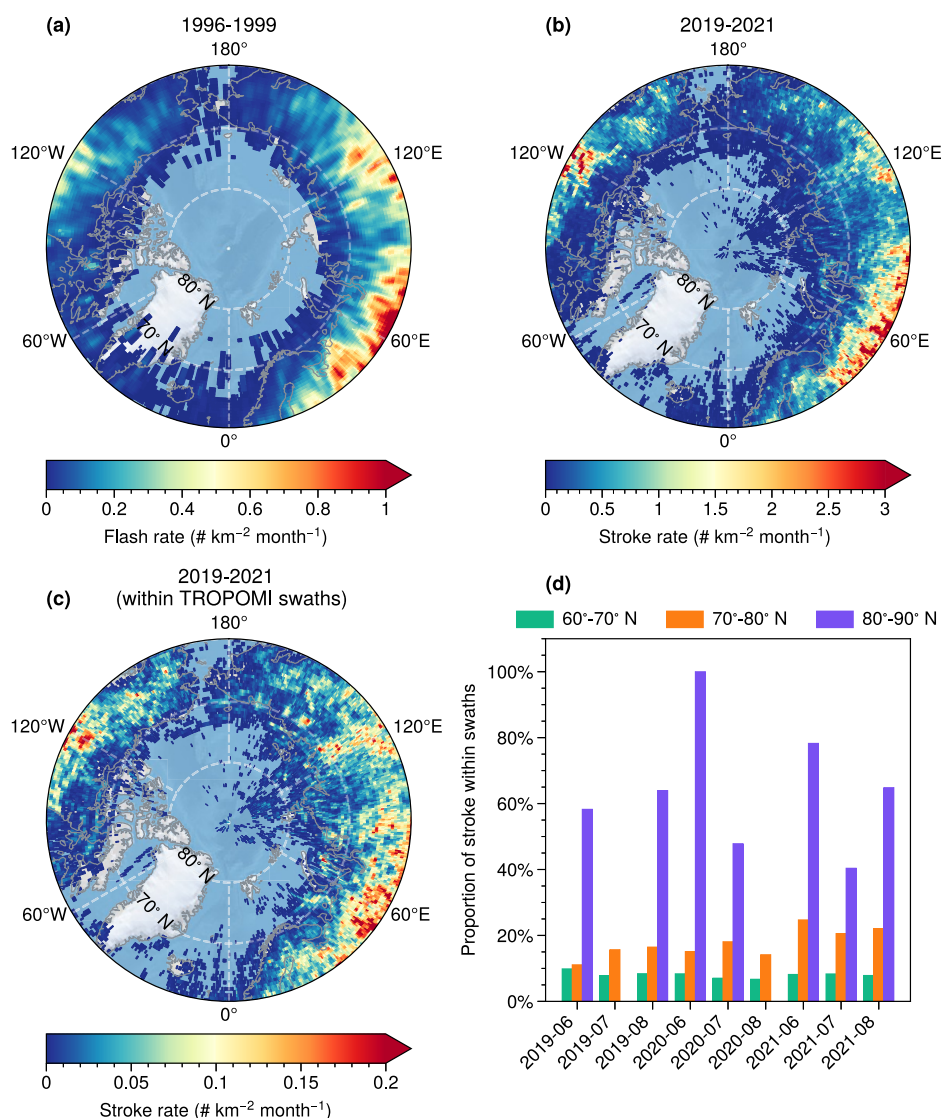 (a)
1996-1999
180°
120°W
120°E
80° N
70° N
60°W
60°E
0°
0 0.2 0.4 0.6 0.8 1
Flash rate (# km⁻² month⁻¹)
(b)
2019-2021
180°
120°W
120°E
80° N
70° N
60°W
60°E
0°
0 0.5 1 1.5 2 2.5 3
Stroke rate (# km⁻² month⁻¹)
(c)
2019-2021
(within TROPOMI swaths)
180°
120°W
120°E
80° N
70° N
60°W
60°E
0°
0 0.05 0.1 0.15 0.2
Stroke rate (# km⁻² month⁻¹)
(d)
60°-70° N 70°-80° N 80°-90° N
Proportion of stroke within swaths
100%
80%
60%
40%
20%
0%
2019-06 2019-07 2019-08 2020-06 2020-07 2020-08 2021-06 2021-07 2021-08